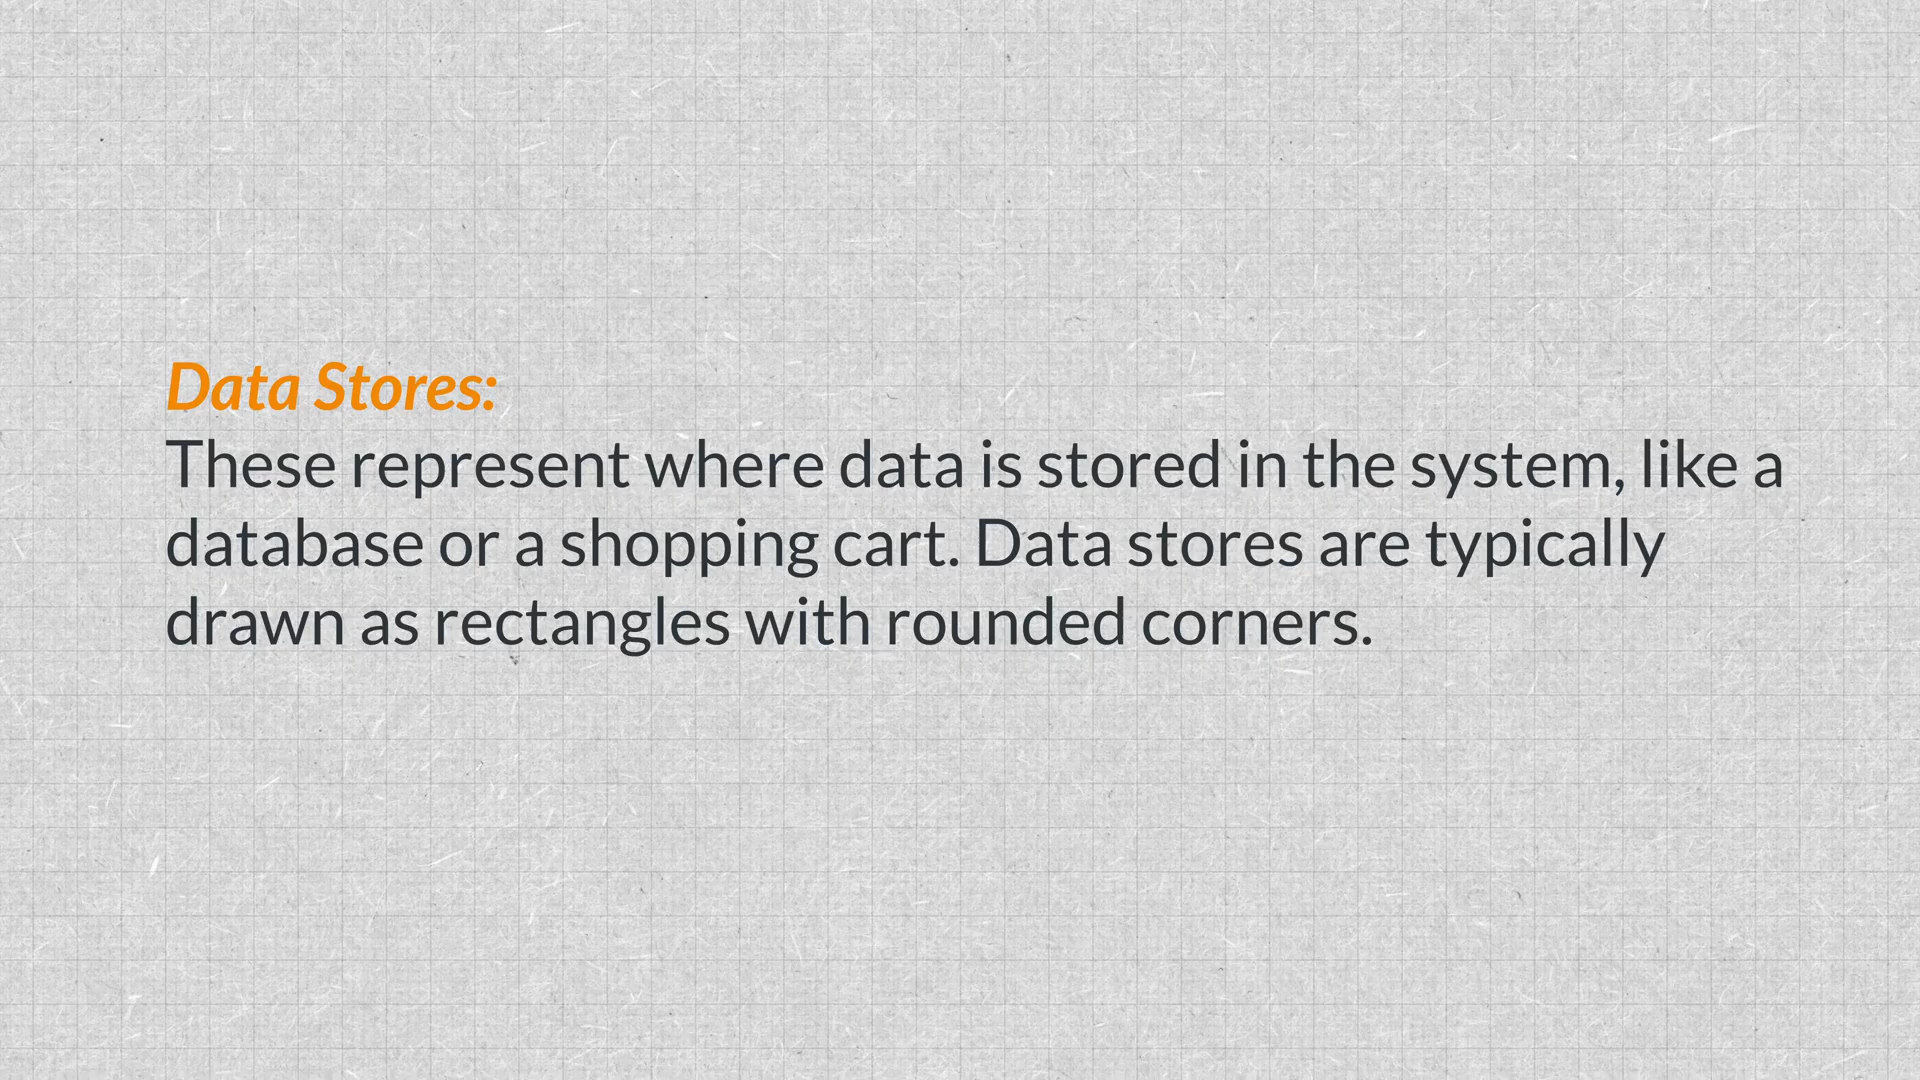 Data Stores:
These represent where data is stored in the system, like a
database or a shopping cart. Data stores are typically
drawn as rectangles with rounded corners.